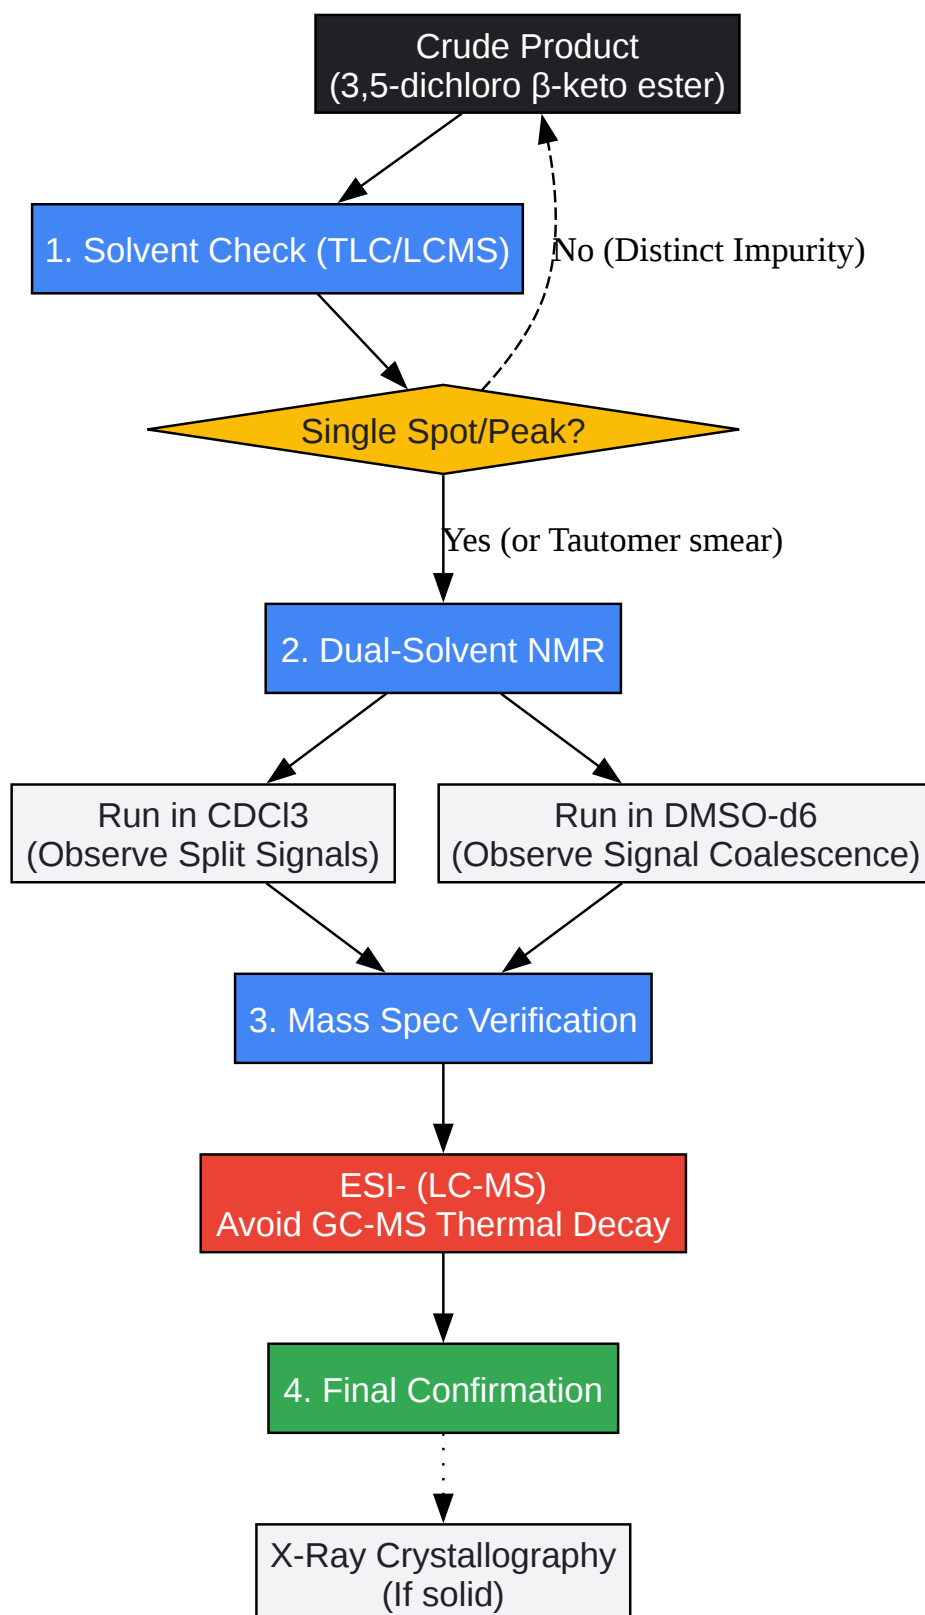 Crude Product
(3,5-dichloro β-keto ester)
1. Solvent Check (TLC/LCMS)
No (Distinct Impurity)
Single Spot/Peak?
Yes (or Tautomer smear)
2. Dual-Solvent NMR
Run in CDCl3
(Observe Split Signals)
Run in DMSO-d6
(Observe Signal Coalescence)
3. Mass Spec Verification
ESI- (LC-MS)
Avoid GC-MS Thermal Decay
4. Final Confirmation
X-Ray Crystallography
(If solid)